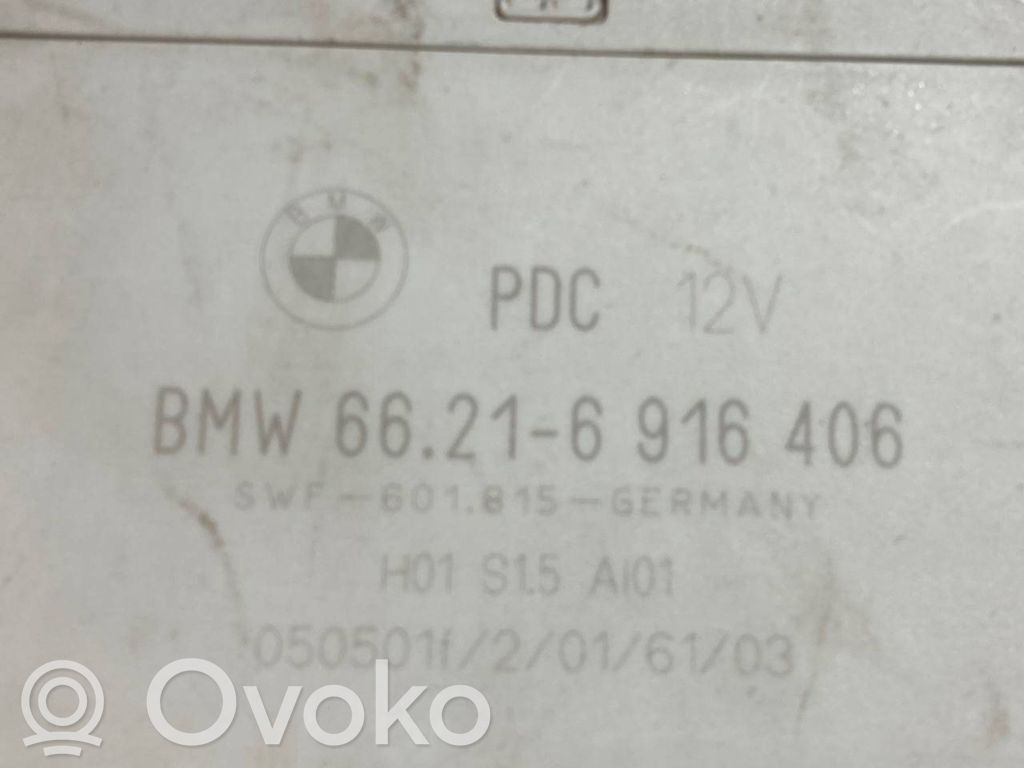 BMW
PDC 12V
BMW 66.21-6 916 406
SWF-601.815-GERMANY
H01 S1.5 AI01
050501f/2/01/61/03
Ovoko